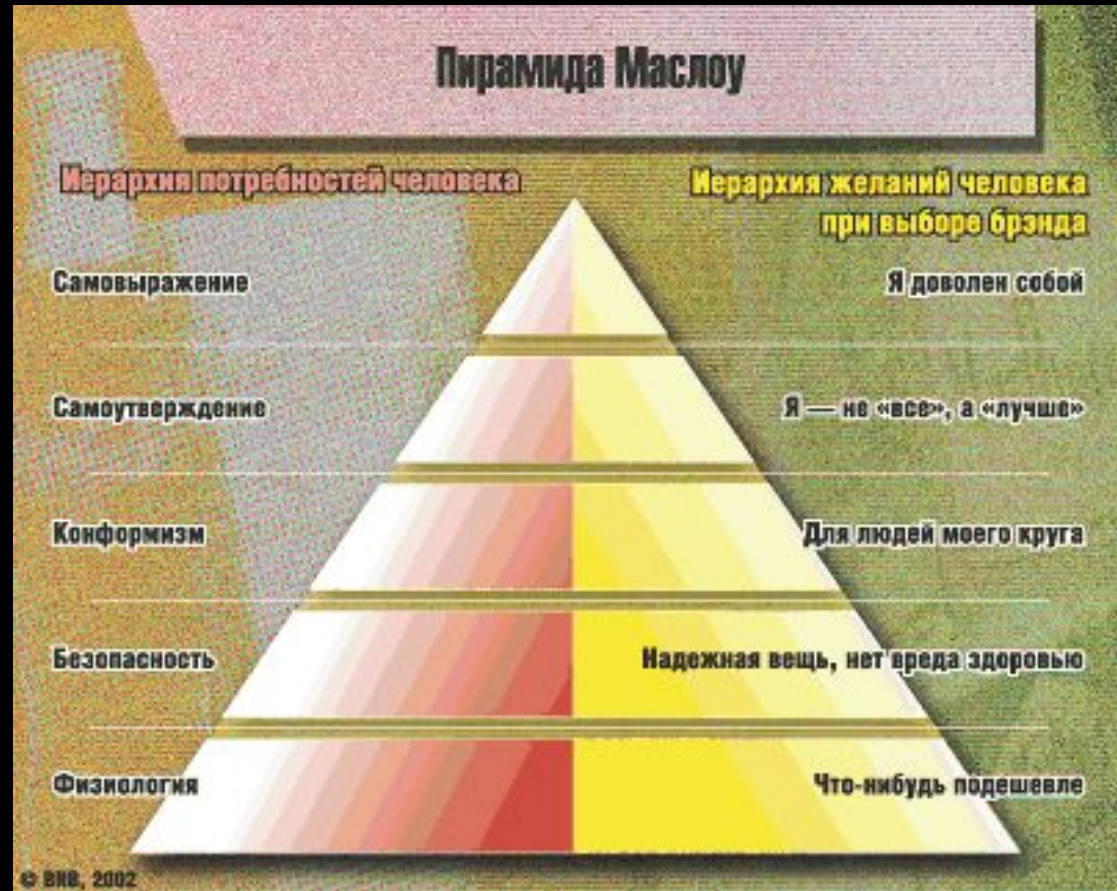 Пирамида Маслоу
Иерархия потребностей человека
Иерархия желаний человека
при выборе брэнда
Самовыражение
Я доволен собой
Самоутверждение
Я — не «все», а «лучше»
Конформизм
Для людей моего круга
Безопасность
Надежная вещь, нет вреда здоровью
Физиология
Что-нибудь подешевле
© ВКВ, 2002